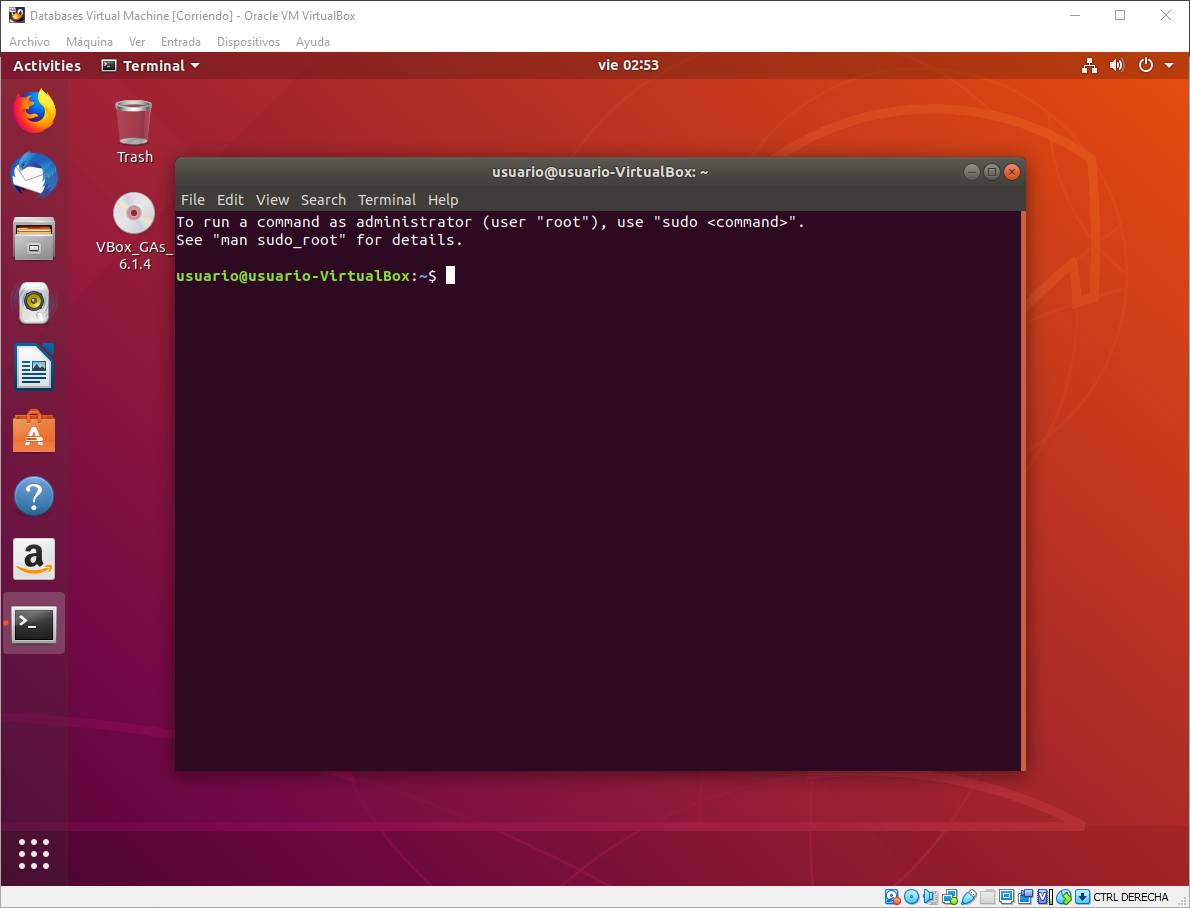 Databases Virtual Machine [Corriendo] - Oracle VM VirtualBox
Archivo Máquina Ver Entrada Dispositivos Ayuda
Activities Terminal vie 02:53
Trash
VBox_GAs_
6.1.4
usuario@usuario-VirtualBox: ~
File Edit View Search Terminal Help
To run a command as administrator (user "root"), use "sudo <command>".
See "man sudo_root" for details.
usuario@usuario-VirtualBox:~$
CTRL DERECHA